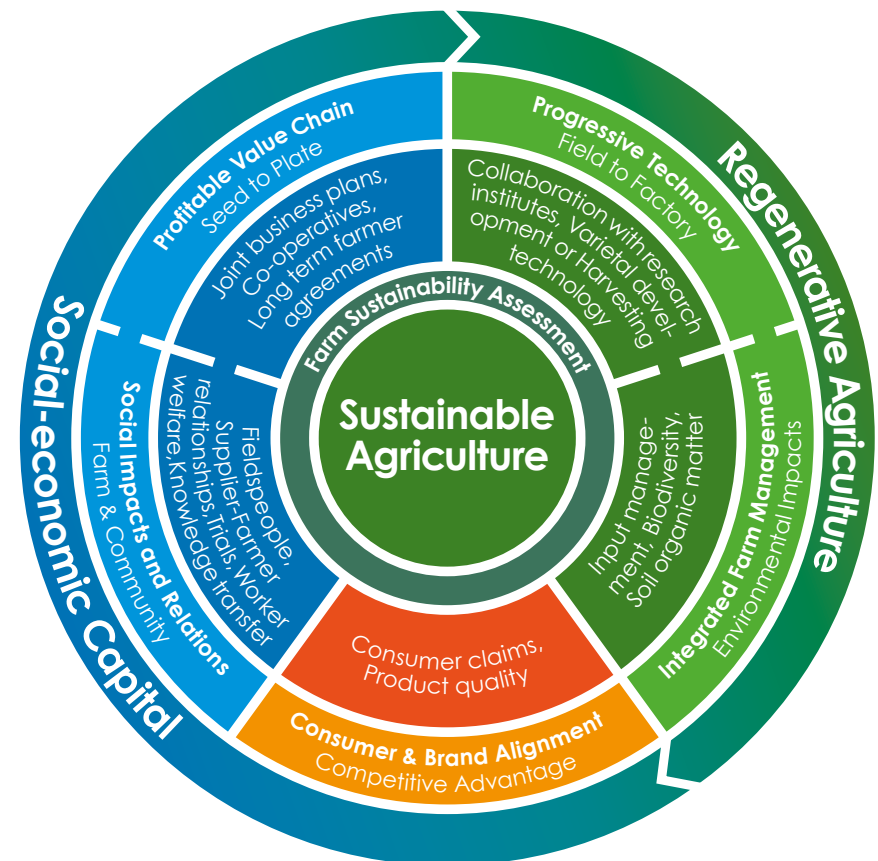 Sustainable
Agriculture
Farm Sustainability Assessment
Regenerative Agriculture
Progressive Technology
Field to Factory
Collaboration with research
institutes, Varietal devel-
opment or Harvesting
technology
Integrated Farm Management
Environmental Impacts
Input manage-
ment, Biodiversity,
Soil organic matter
Consumer & Brand Alignment
Competitive Advantage
Consumer claims,
Product quality
Social-economic Capital
Social Impacts and Relations
Farm & Community
Fieldspeople,
Supplier-Farmer
relationships,Trials, Worker
welfare,Knowledge transfer
Profitable Value Chain
Seed to Plate
Joint business plans,
Co-operatives,
Long term farmer
agreements